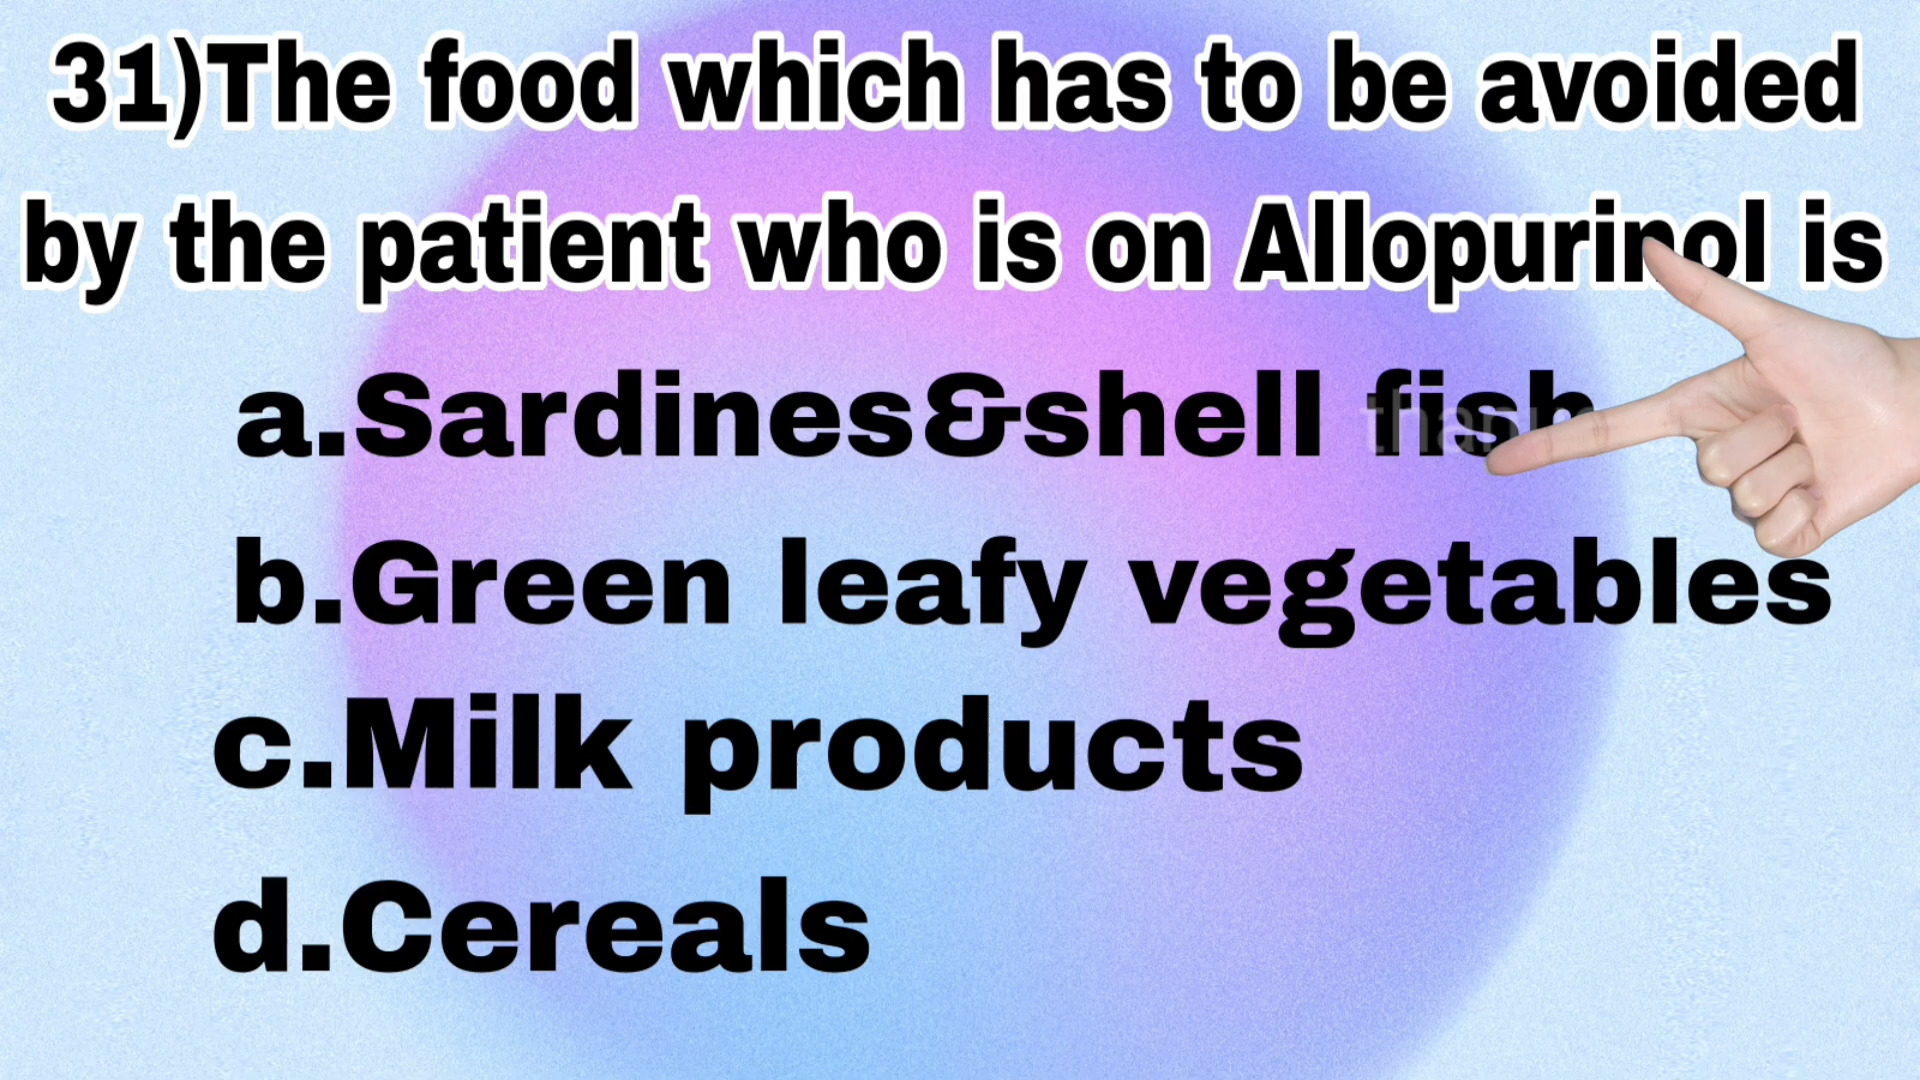 31)The food which has to be avoided
by the patient who is on Allopurinol is
a.Sardines&shell fish
b.Green leafy vegetables
c.Milk products
d.Cereals